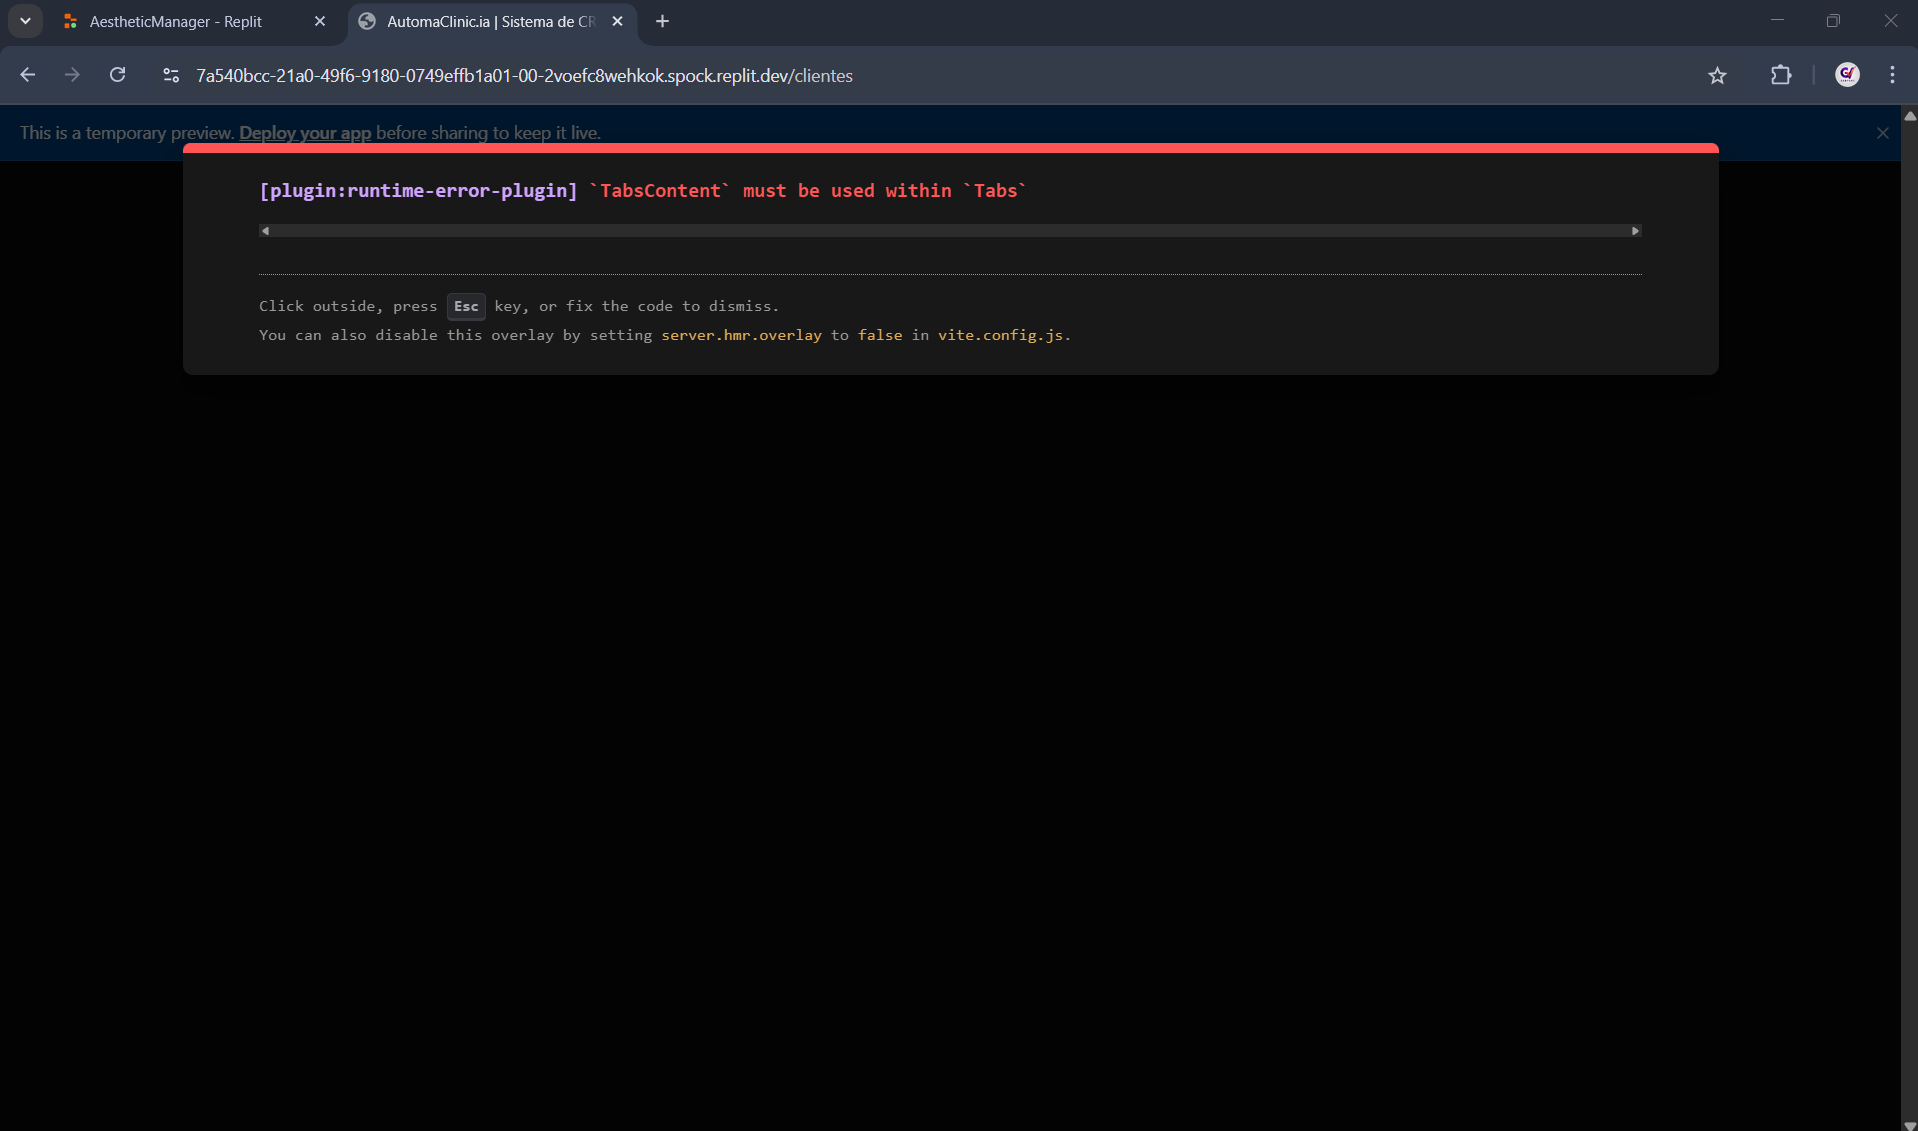 AestheticManager - Replit
AutomaClinic.ia | Sistema de CR
7a540bcc-21a0-49f6-9180-0749effb1a01-00-2voefc8wehkok.spock.replit.dev/clientes
This is a temporary preview. Deploy your app before sharing to keep it live.
[plugin:runtime-error-plugin] `TabsContent` must be used within `Tabs`
Click outside, press Esc key, or fix the code to dismiss.
You can also disable this overlay by setting server.hmr.overlay to false in vite.config.js.